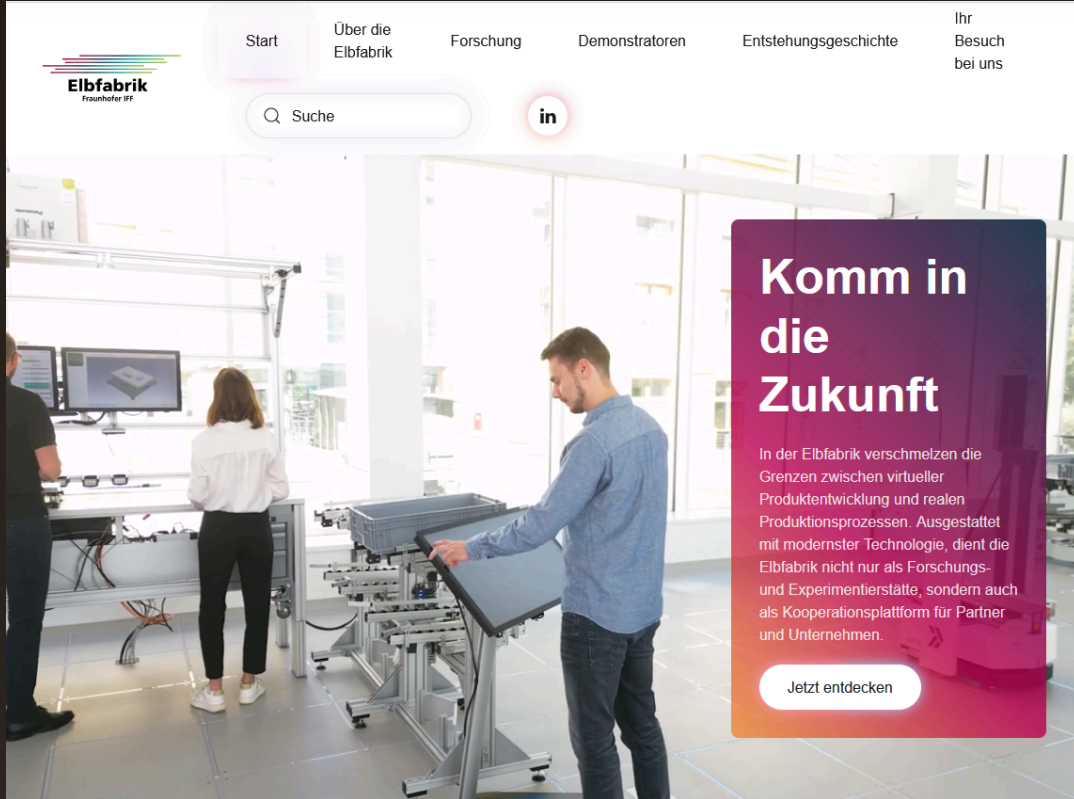 Elbfabrik
Fraunhofer IFF
Start
Über die
Elbfabrik
Forschung
Demonstratoren
Entstehungsgeschichte
Ihr
Besuch
bei uns
Suche
in
Komm in
die
Zukunft
In der Elbfabrik verschmelzen die
Grenzen zwischen virtueller
Produktentwicklung und realen
Produktionsprozessen. Ausgestattet
mit modernster Technologie, dient die
Elbfabrik nicht nur als Forschungs-
und Experimentierstätte, sondern auch
als Kooperationsplattform für Partner
und Unternehmen.
Jetzt entdecken